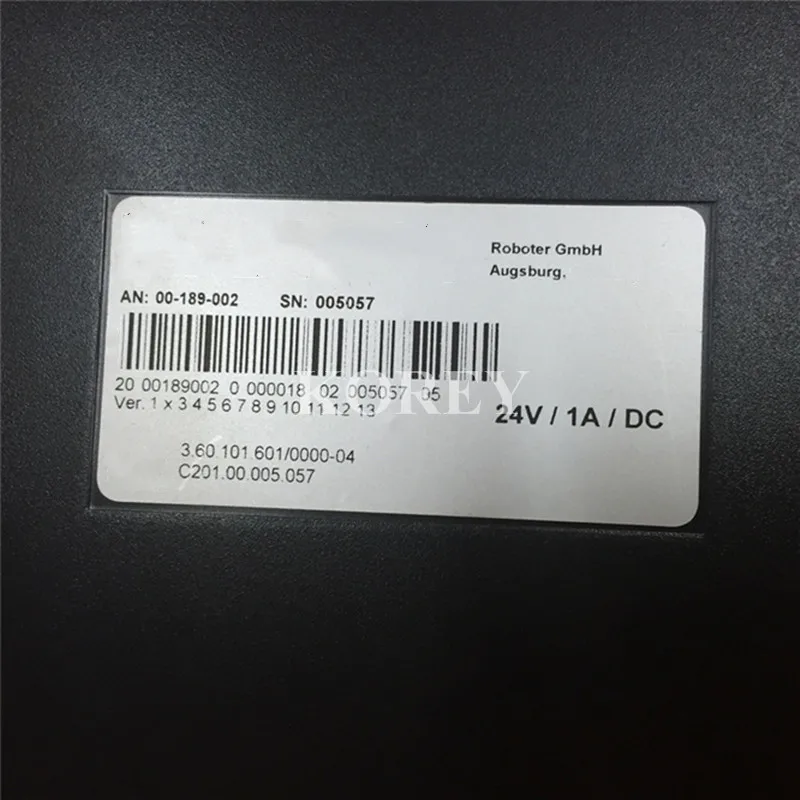 Roboter GmbH
Augsburg,
AN: 00-189-002 SN: 005057
20 00189002 0 000018 02 005057 05
Ver. 1 x 3 4 5 6 7 8 9 10 11 12 13
KOREY
24V / 1A / DC
3.60.101.601/0000-04
C201.00.005.057